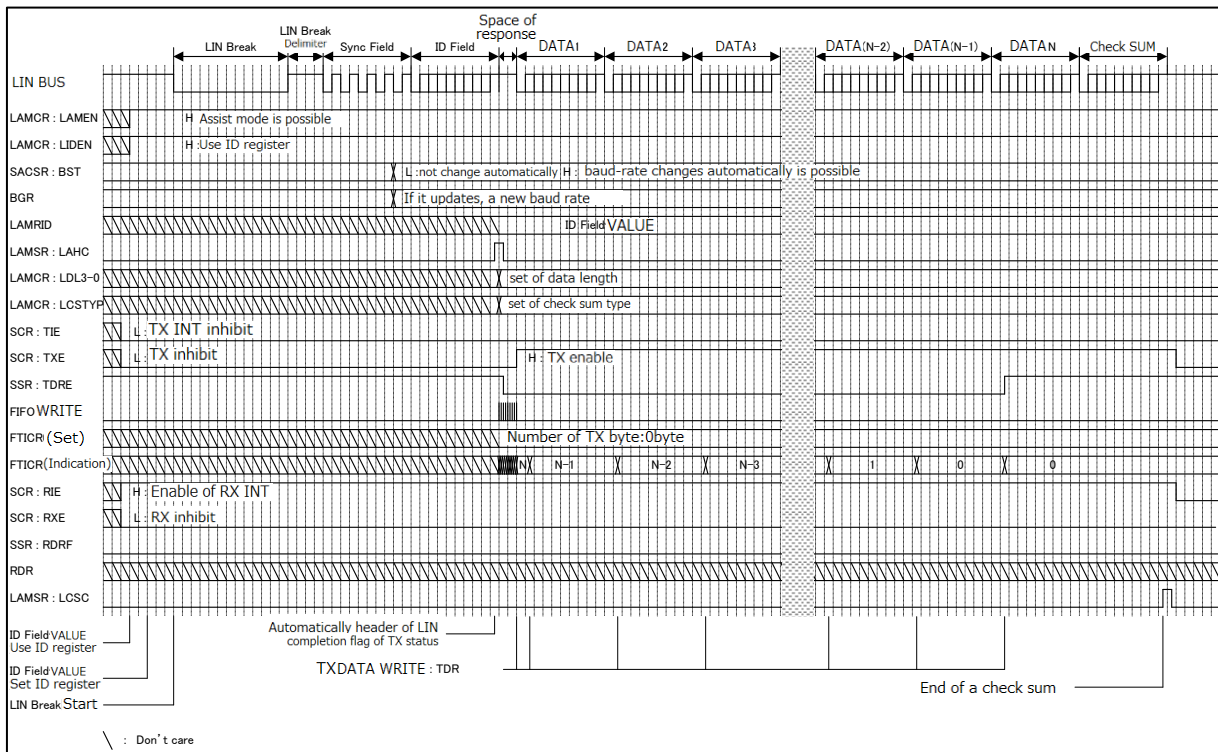 Space of
response
LIN Break
Delimiter
LIN Break
Sync Field
ID Field
DATA1
DATA2
DATA3
DATA(N-2)
DATA(N-1)
DATA N
Check SUM
LIN BUS
LAMCR : LAMEN
H Assist mode is possible
LAMCR : LIDEN
H :Use ID register
SACSR : BST
L :not change automatically H : baud-rate changes automatically is possible
BGR
If it updates, a new baud rate
LAMRID
ID Field VALUE
LAMSR : LAHC
LAMCR : LDL3-0
set of data length
LAMCR : LCSTYP
set of check sum type
SCR : TIE
L : TX INT inhibit
SCR : TXE
L : TX inhibit
H : TX enable
SSR : TDRE
FIFO WRITE
FTICR (Set)
Number of TX byte:0byte
FTICR(Indication)
N
N-1
N-2
N-3
1
0
0
SCR : RIE
H : Enable of RX INT
SCR : RXE
L : RX inhibit
SSR : RDRF
RDR
LAMSR : LCSC
ID Field VALUE
Use ID register
Automatically header of LIN
completion flag of TX status
ID Field VALUE
Set ID register
TXDATA WRITE : TDR
End of a check sum
LIN Break Start
: Don't care